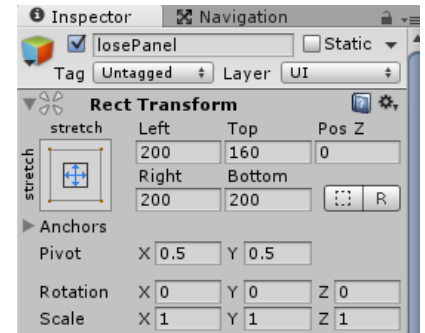 Inspector Navigation
losePanel Static
Tag Untagged Layer UI
Rect Transform
stretch Left Top Pos Z
stretch 200 160 0
Right Bottom
200 200 R
Anchors
Pivot X 0.5 Y 0.5
Rotation X 0 Y 0 Z 0
Scale X 1 Y 1 Z 1